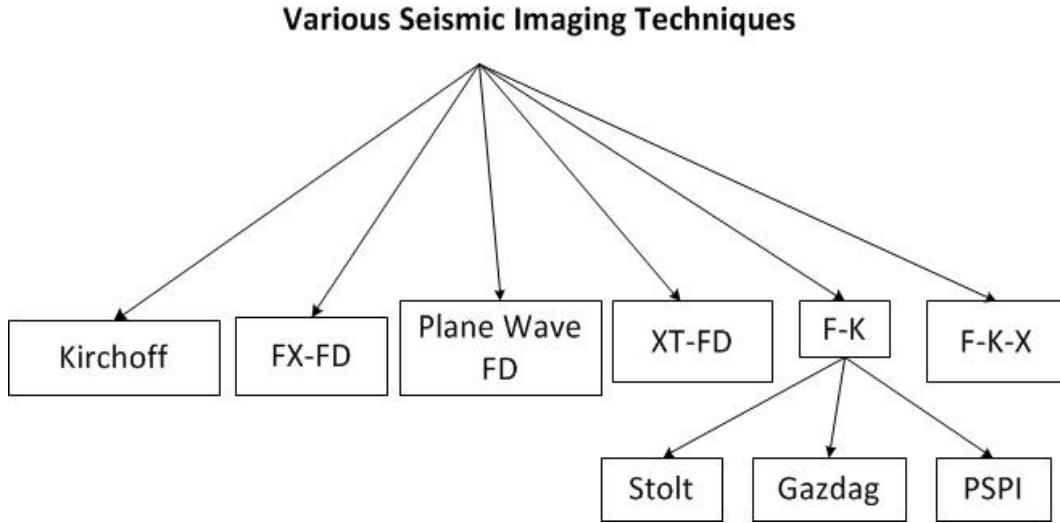 Various Seismic Imaging Techniques
Kirchoff
FX-FD
Plane Wave
FD
XT-FD
F-K
F-K-X
Stolt
Gazdag
PSPI